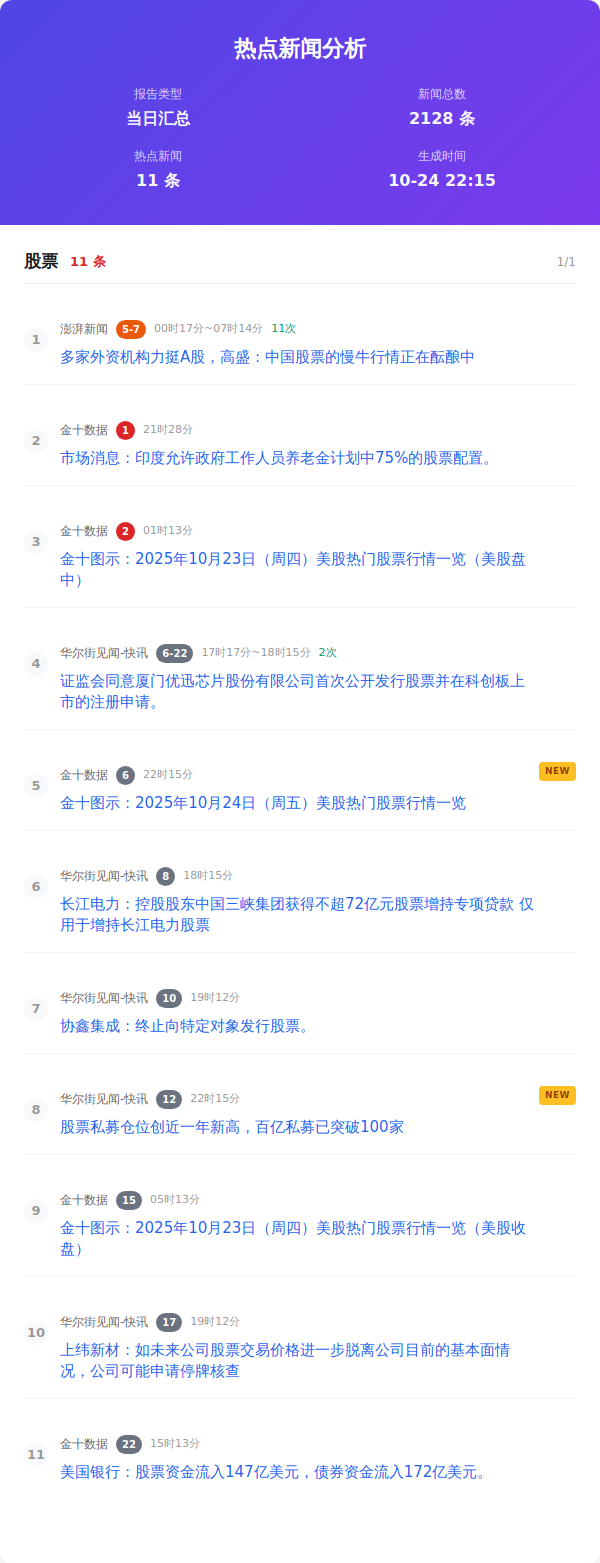 热点新闻分析
报告类型
新闻总数
当日汇总
2128 条
热点新闻
生成时间
11 条
10-24 22:15
股票 11 条 1/1
1
澎湃新闻 5-7 00时17分~07时14分 11次
多家外资机构力挺A股，高盛：中国股票的慢牛行情正在酝酿中
2
金十数据 1 21时28分
市场消息：印度允许政府工作人员养老金计划中75%的股票配置。
3
金十数据 2 01时13分
金十图示：2025年10月23日（周四）美股热门股票行情一览（美股盘
中）
4
华尔街见闻-快讯 6-22 17时17分~18时15分 2次
证监会同意厦门优迅芯片股份有限公司首次公开发行股票并在科创板上
市的注册申请。
5
金十数据 6 22时15分 NEW
金十图示：2025年10月24日（周五）美股热门股票行情一览
6
华尔街见闻-快讯 8 18时15分
长江电力：控股股东中国三峡集团获得不超72亿元股票增持专项贷款 仅
用于增持长江电力股票
7
华尔街见闻-快讯 10 19时12分
协鑫集成：终止向特定对象发行股票。
8
华尔街见闻-快讯 12 22时15分 NEW
股票私募仓位创近一年新高，百亿私募已突破100家
9
金十数据 15 05时13分
金十图示：2025年10月23日（周四）美股热门股票行情一览（美股收
盘）
10
华尔街见闻-快讯 17 19时12分
上纬新材：如未来公司股票交易价格进一步脱离公司目前的基本面情
况，公司可能申请停牌核查
11
金十数据 22 15时13分
美国银行：股票资金流入147亿美元，债券资金流入172亿美元。